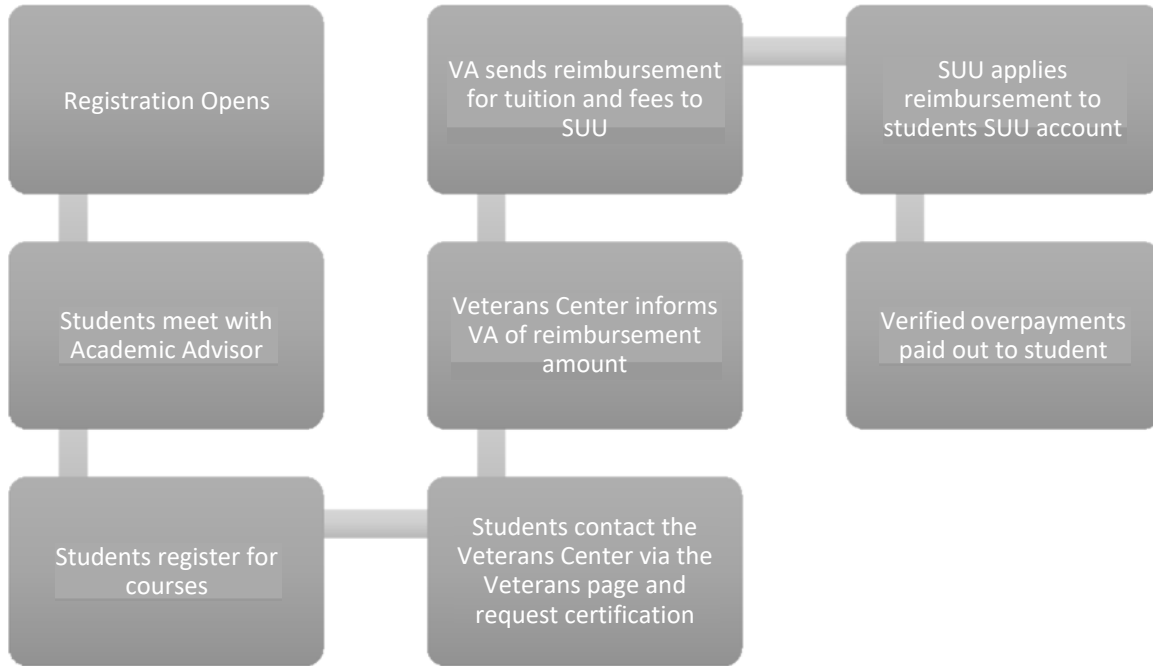 Registration Opens
Students meet with
Academic Advisor
Students register for
courses
Students contact the
Veterans Center via the
Veterans page and
request certification
Veterans Center informs
VA of reimbursement
amount
VA sends reimbursement
for tuition and fees to
SUU
SUU applies
reimbursement to
students SUU account
Verified overpayments
paid out to student